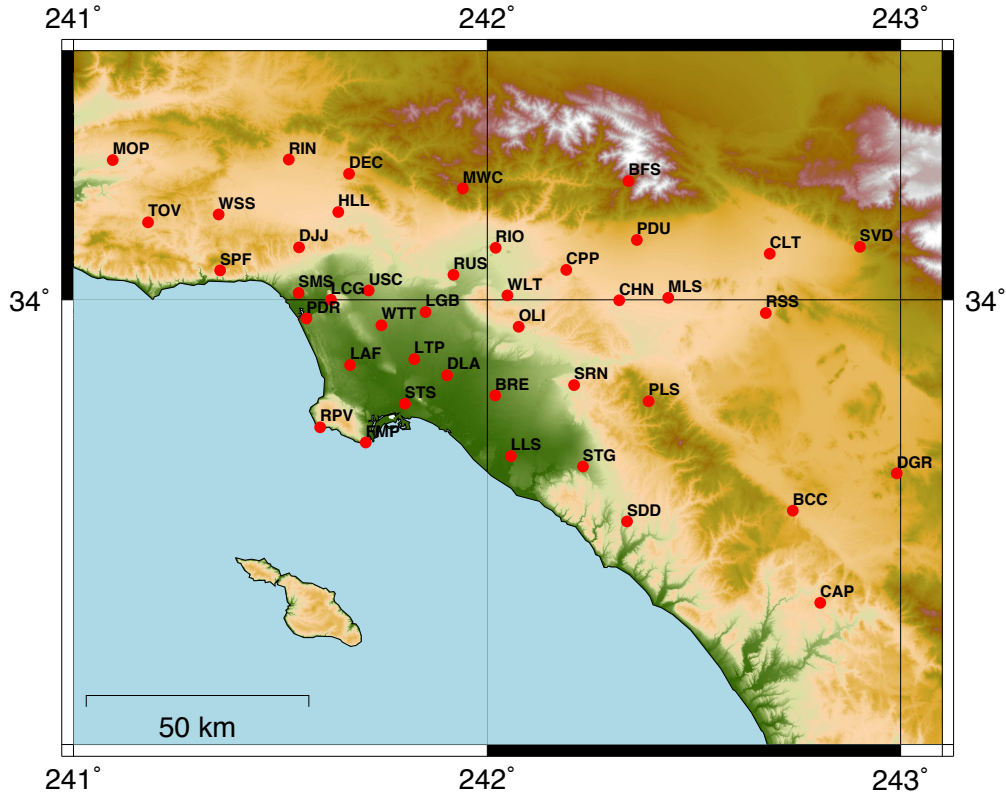 241° 242° 243°
MOP RIN DEC MWC BFS
TOV WSS HLL
DJJ RIO PDU CLT SVD
SPF RUS CPP
SMS LCG USC WLT CHN MLS
34° 34°
PDR WTT LGB OLI RSS
LAF LTP DLA SRN
STS BRE PLS
RPV FMP
LLS STG DGR
SDD BCC
CAP
50 km
241° 242° 243°